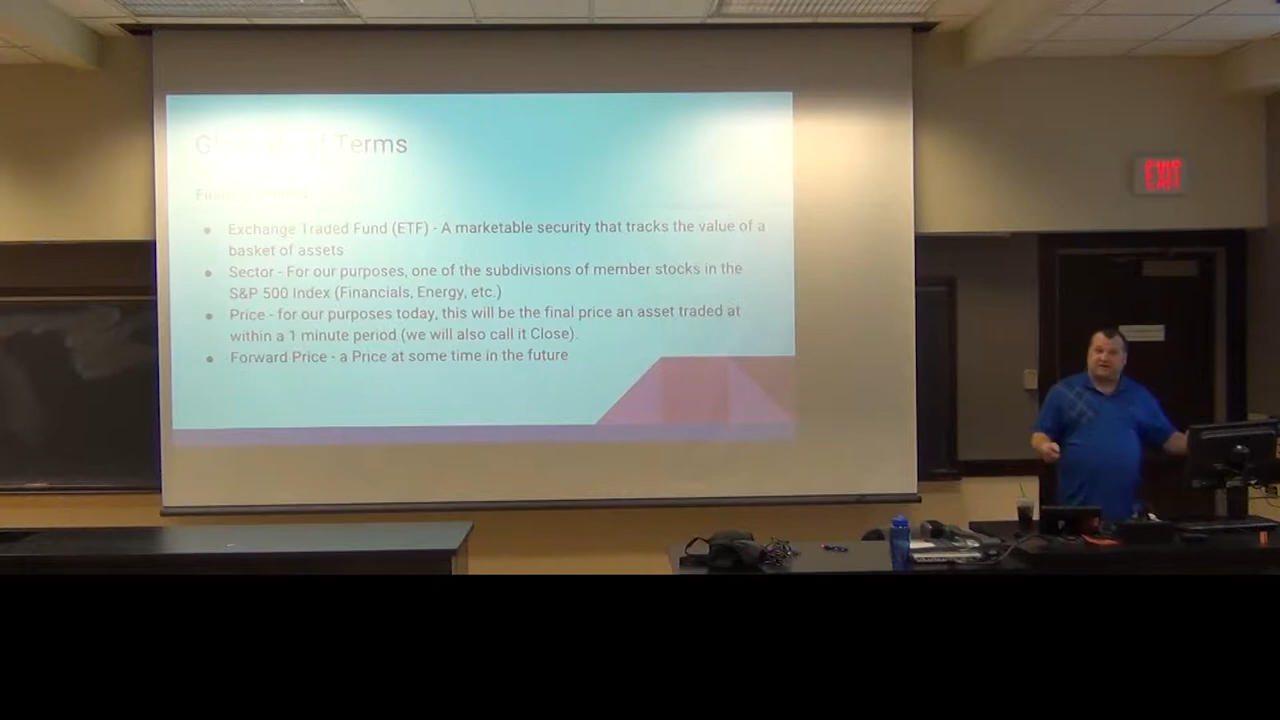 Terms
● Exchange Traded Fund (ETF) - A marketable security that tracks the value of a
basket of assets
● Sector - For our purposes, one of the subdivisions of member stocks in the
S&P 500 Index (Financials, Energy, etc.)
● Price - for our purposes today, this will be the final price an asset traded at
within a 1 minute period (we will also call it Close).
● Forward Price - a Price at some time in the future
EXIT